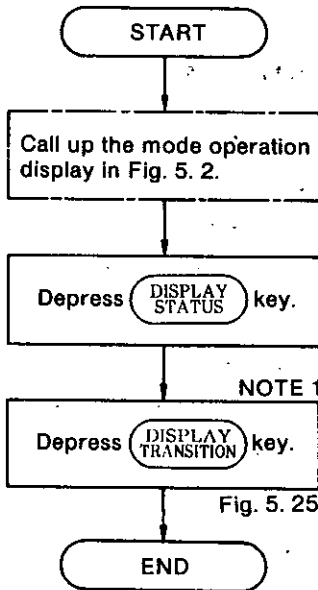 START
Call up the mode operation
display in Fig. 5. 2.
Depress DISPLAY STATUS key.
NOTE 1
Depress DISPLAY TRANSITION key.
Fig. 5. 25
END